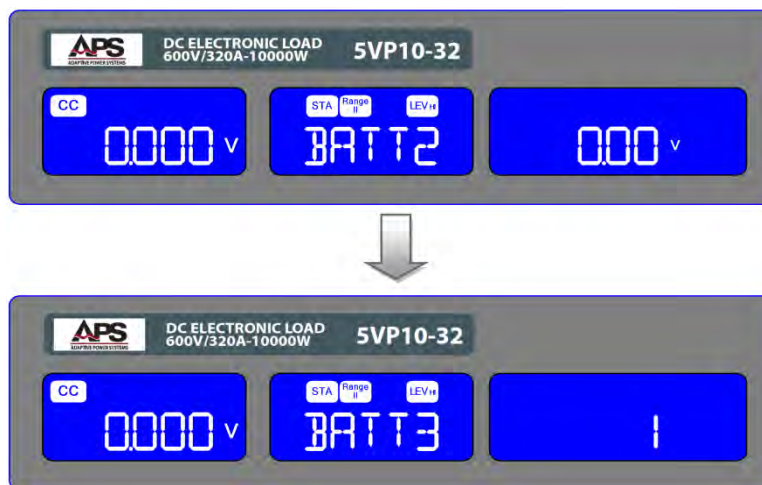 APS
ADAPTIVE POWER SYSTEMS
DC ELECTRONIC LOAD
600V/320A-10000W
5VP10-32
CC
0.000 V
STA Range II LEV HI
BATT2
0.00 V
APS
ADAPTIVE POWER SYSTEMS
DC ELECTRONIC LOAD
600V/320A-10000W
5VP10-32
CC
0.000 V
STA Range II LEV HI
BATT3
1